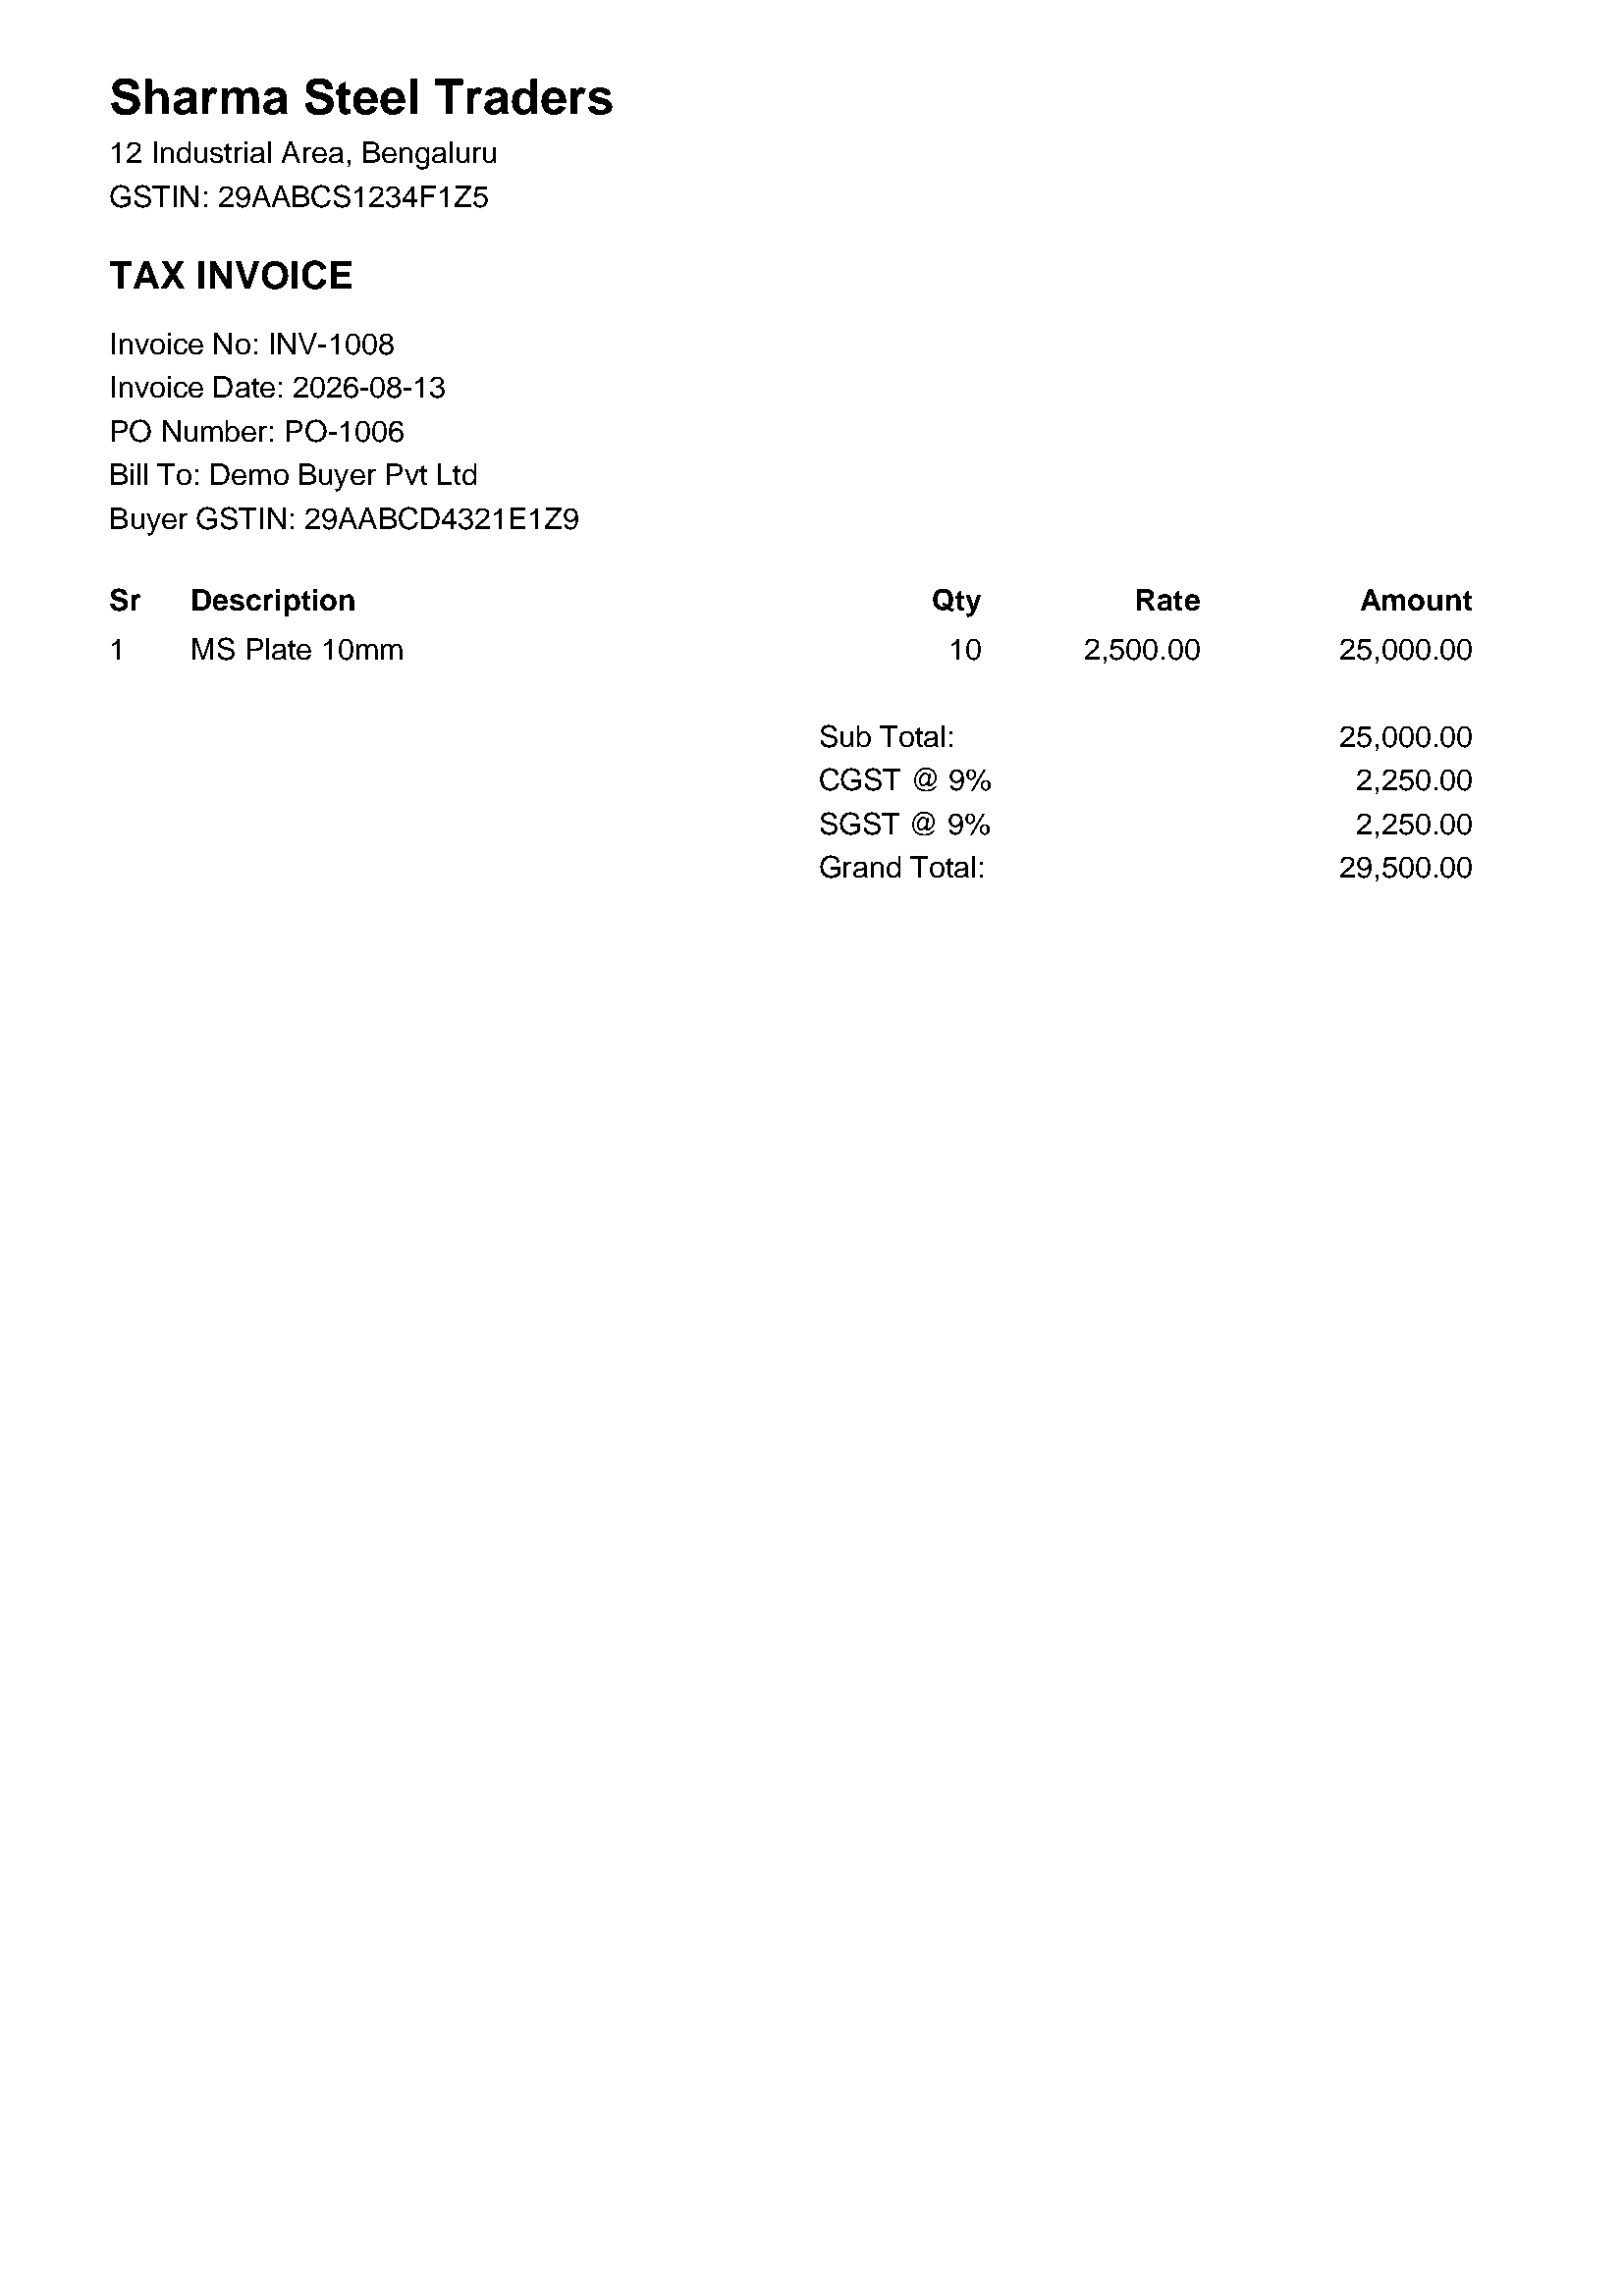 Sharma Steel Traders
12 Industrial Area, Bengaluru
GSTIN: 29AABCS1234F1Z5
TAX INVOICE
Invoice No: INV-1008
Invoice Date: 2026-08-13
PO Number: PO-1006
Bill To: Demo Buyer Pvt Ltd
Buyer GSTIN: 29AABCD4321E1Z9
Sr Description Qty Rate Amount
1 MS Plate 10mm 10 2,500.00 25,000.00
Sub Total: 25,000.00
CGST @ 9% 2,250.00
SGST @ 9% 2,250.00
Grand Total: 29,500.00